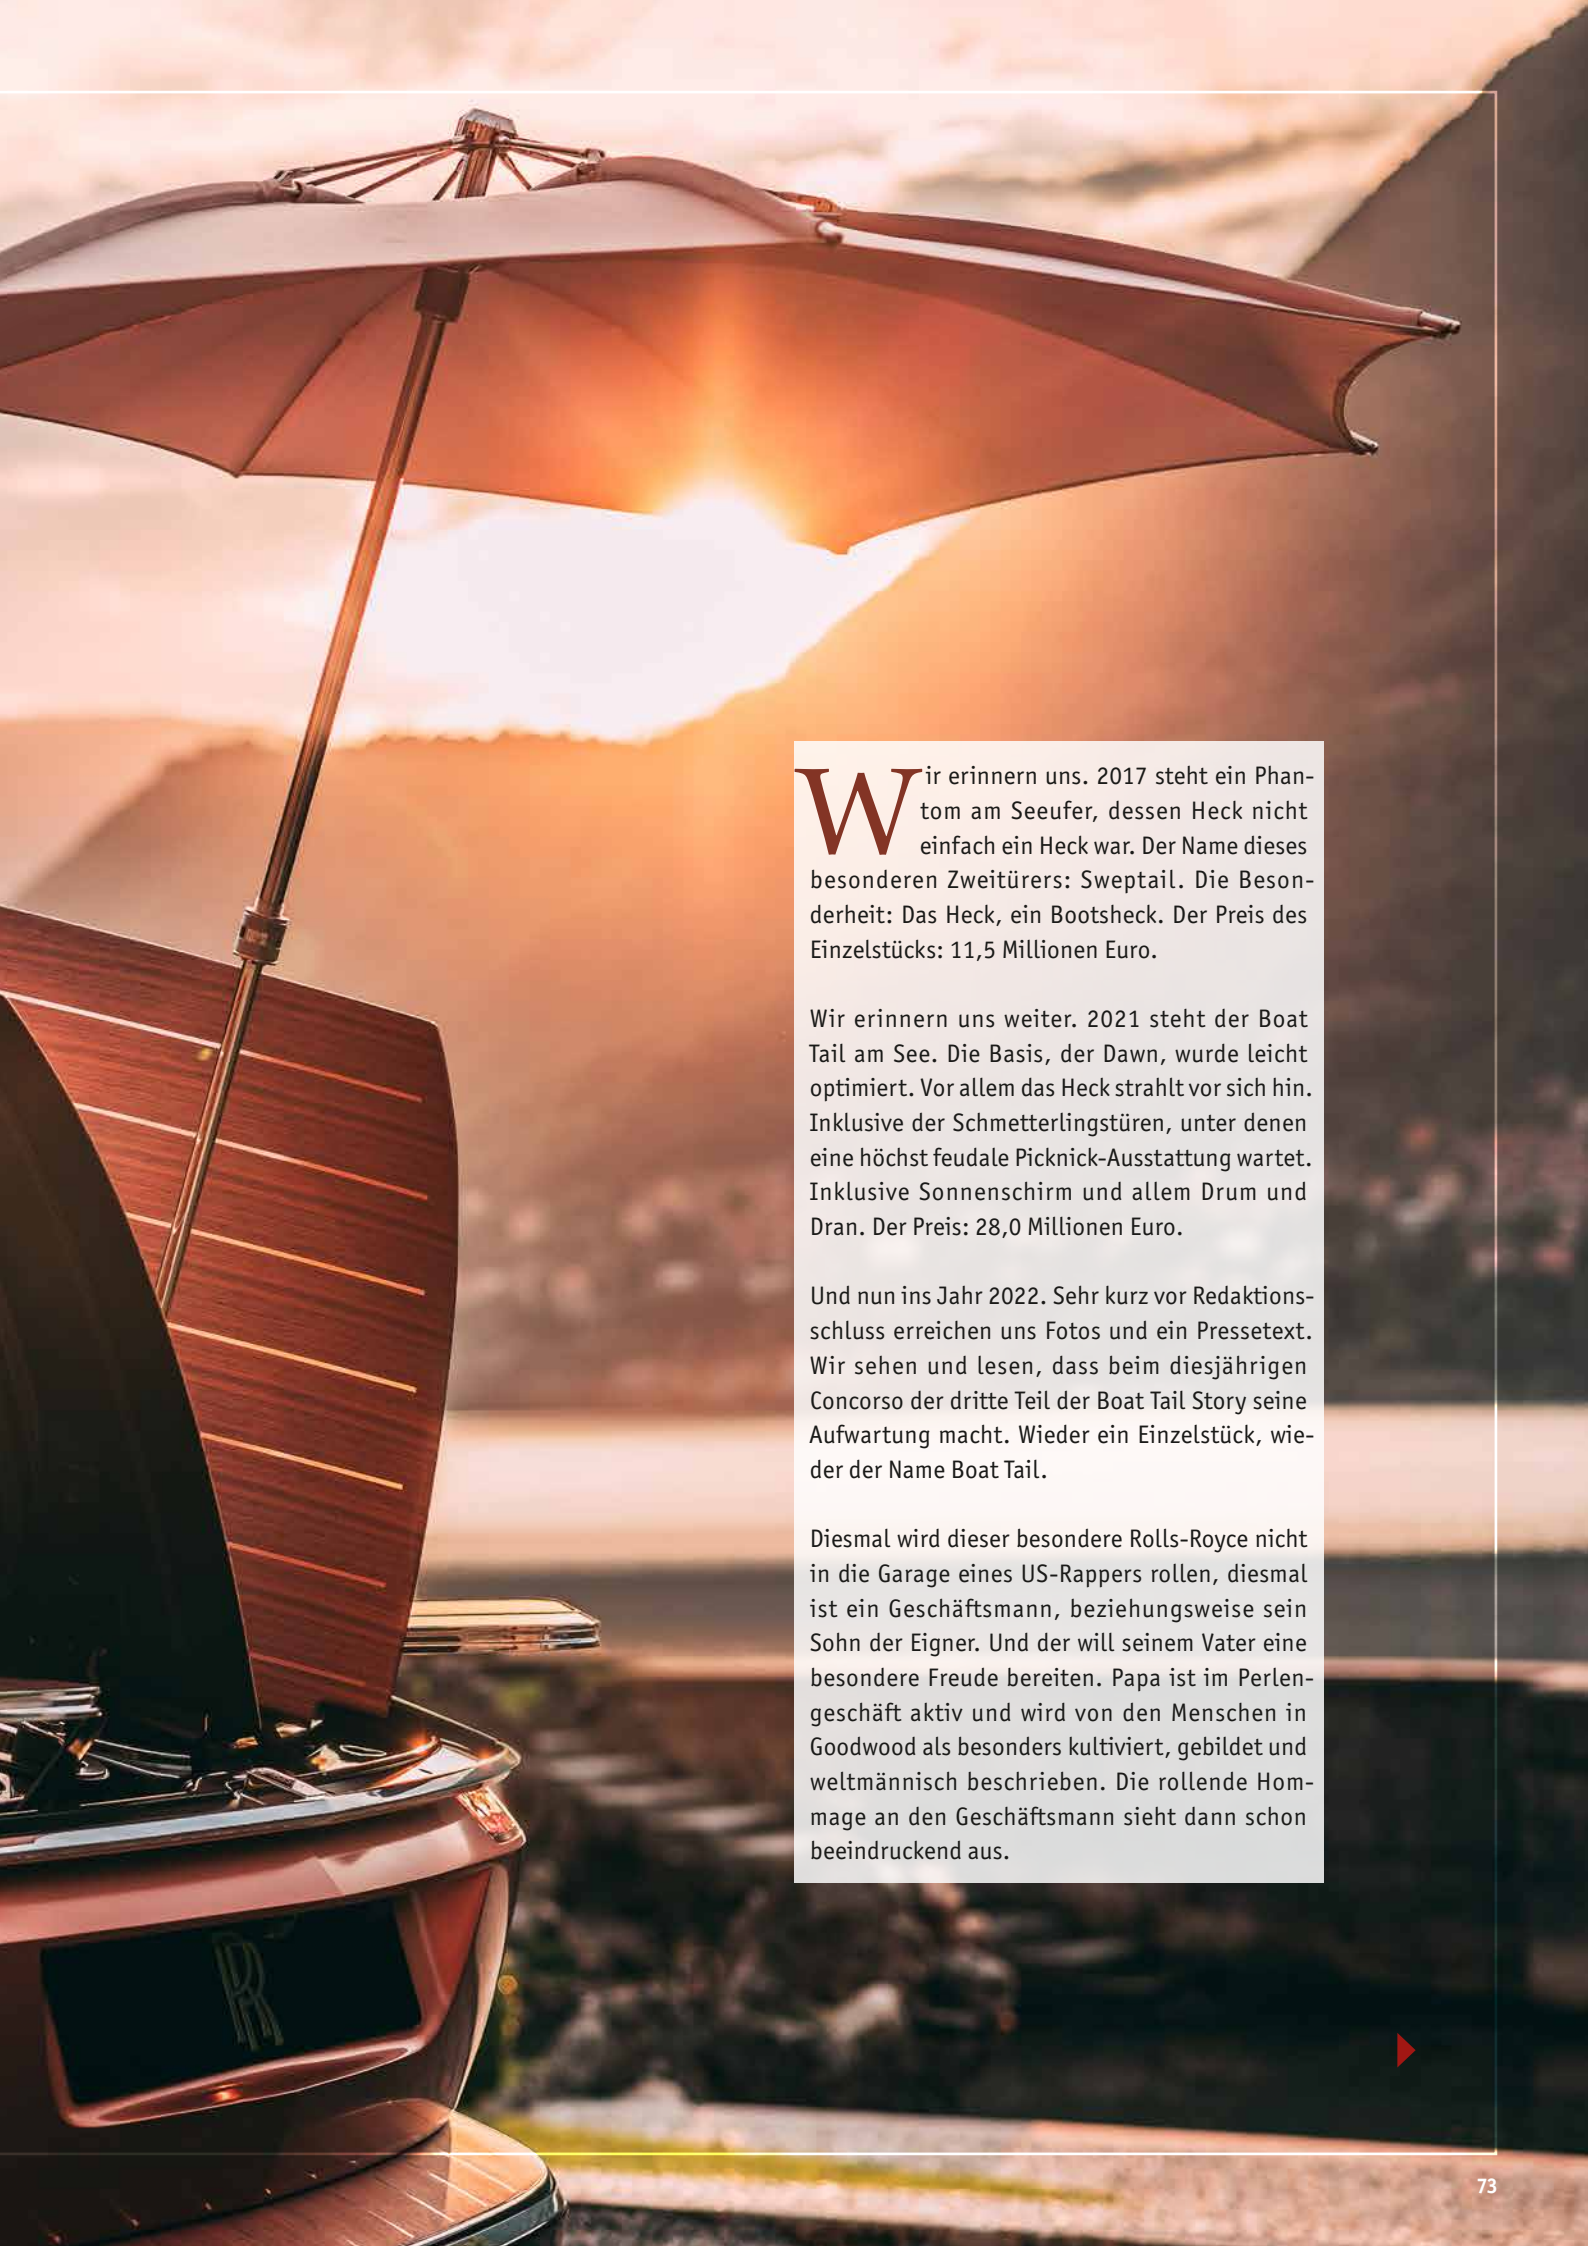 Wir erinnern uns. 2017 steht ein Phan-
tom am Seeufer, dessen Heck nicht
einfach ein Heck war. Der Name dieses
besonderen Zweitürers: Sweptail. Die Beson-
derheit: Das Heck, ein Bootsheck. Der Preis des
Einzelstücks: 11,5 Millionen Euro.
Wir erinnern uns weiter. 2021 steht der Boat
Tail am See. Die Basis, der Dawn, wurde leicht
optimiert. Vor allem das Heck strahlt vor sich hin.
Inklusive der Schmetterlingstüren, unter denen
eine höchst feudale Picknick-Ausstattung wartet.
Inklusive Sonnenschirm und allem Drum und
Dran. Der Preis: 28,0 Millionen Euro.
Und nun ins Jahr 2022. Sehr kurz vor Redaktions-
schluss erreichen uns Fotos und ein Pressetext.
Wir sehen und lesen, dass beim diesjährigen
Concorso der dritte Teil der Boat Tail Story seine
Aufwartung macht. Wieder ein Einzelstück, wie-
der der Name Boat Tail.
Diesmal wird dieser besondere Rolls-Royce nicht
in die Garage eines US-Rappers rollen, diesmal
ist ein Geschäftsmann, beziehungsweise sein
Sohn der Eigner. Und der will seinem Vater eine
besondere Freude bereiten. Papa ist im Perlen-
geschäft aktiv und wird von den Menschen in
Goodwood als besonders kultiviert, gebildet und
weltmännisch beschrieben. Die rollende Hom-
mage an den Geschäftsmann sieht dann schon
beeindruckend aus.
RR
73